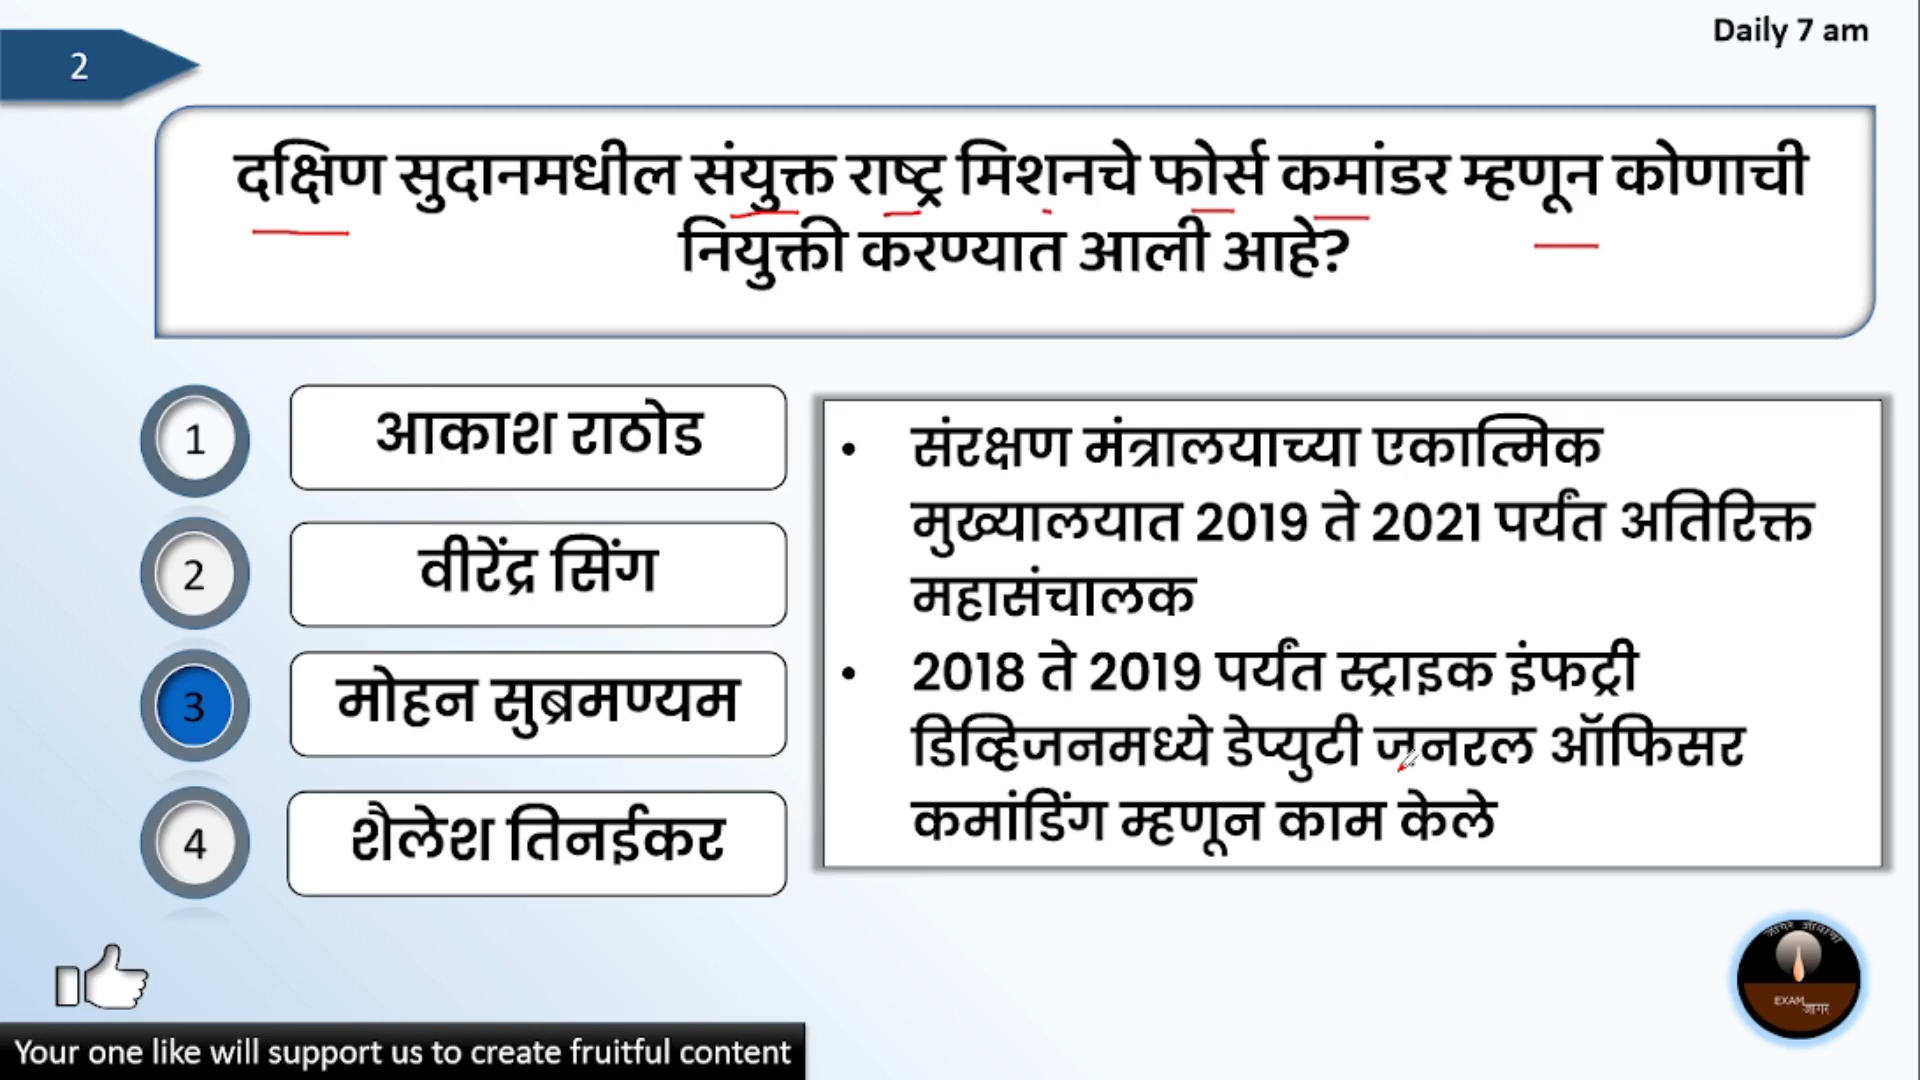 Daily 7 am
2
दक्षिण सुदानमधील संयुक्त राष्ट्र मिशनचे फोर्स कमांडर म्हणून कोणाची
नियुक्ती करण्यात आली आहे?
1
आकाश राठोड
2
वीरेंद्र सिंग
3
मोहन सुब्रमण्यम
4
शैलेश तिनईकर
• संरक्षण मंत्रालयाच्या एकात्मिक
मुख्यालयात 2019 ते 2021 पर्यंत अतिरिक्त
महासंचालक
• 2018 ते 2019 पर्यंत स्ट्राइक इंफट्री
डिव्हिजनमध्ये डेप्युटी जनरल ऑफिसर
कमांडिंग म्हणून काम केले
EXAM
जागर
Your one like will support us to create fruitful content